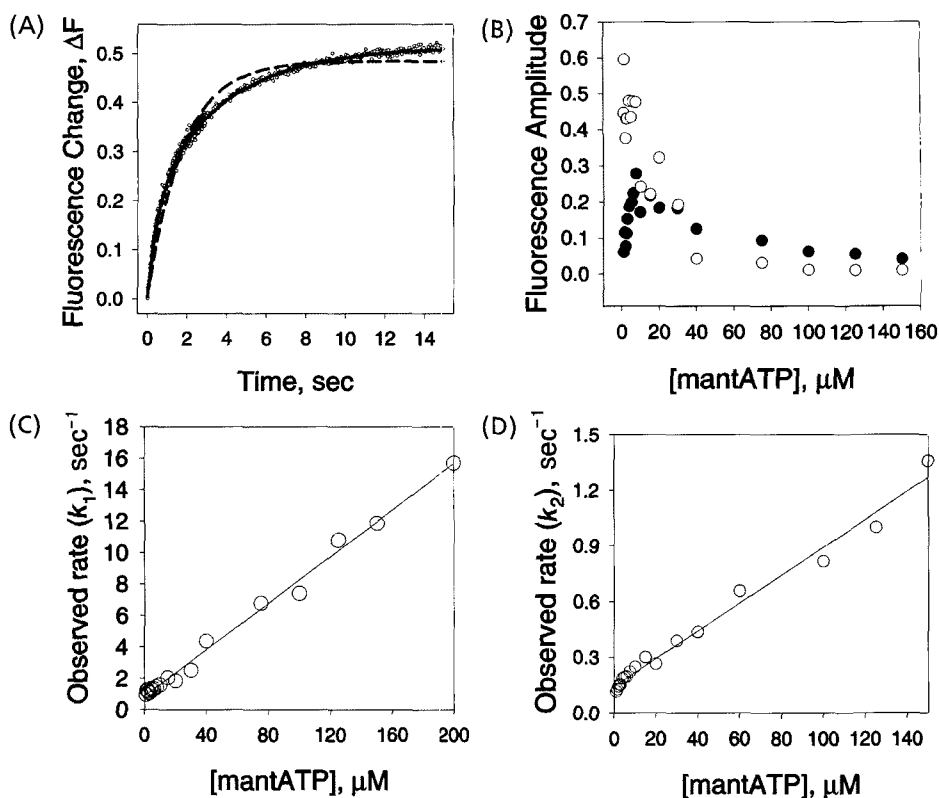 (A)
Fluorescence Change, ΔF
0.5
0.4
0.3
0.2
0.1
0.0
0 2 4 6 8 10 12 14
Time, sec
(B)
Fluorescence Amplitude
0.7
0.6
0.5
0.4
0.3
0.2
0.1
0.0
0 20 40 60 80 100 120 140 160
[mantATP], μM
(C)
Observed rate (k₁), sec⁻¹
18
16
14
12
10
8
6
4
2
0
0 40 80 120 160 200
[mantATP], μM
(D)
Observed rate (k₂), sec⁻¹
1.5
1.2
0.9
0.6
0.3
0.0
0 20 40 60 80 100 120 140
[mantATP], μM